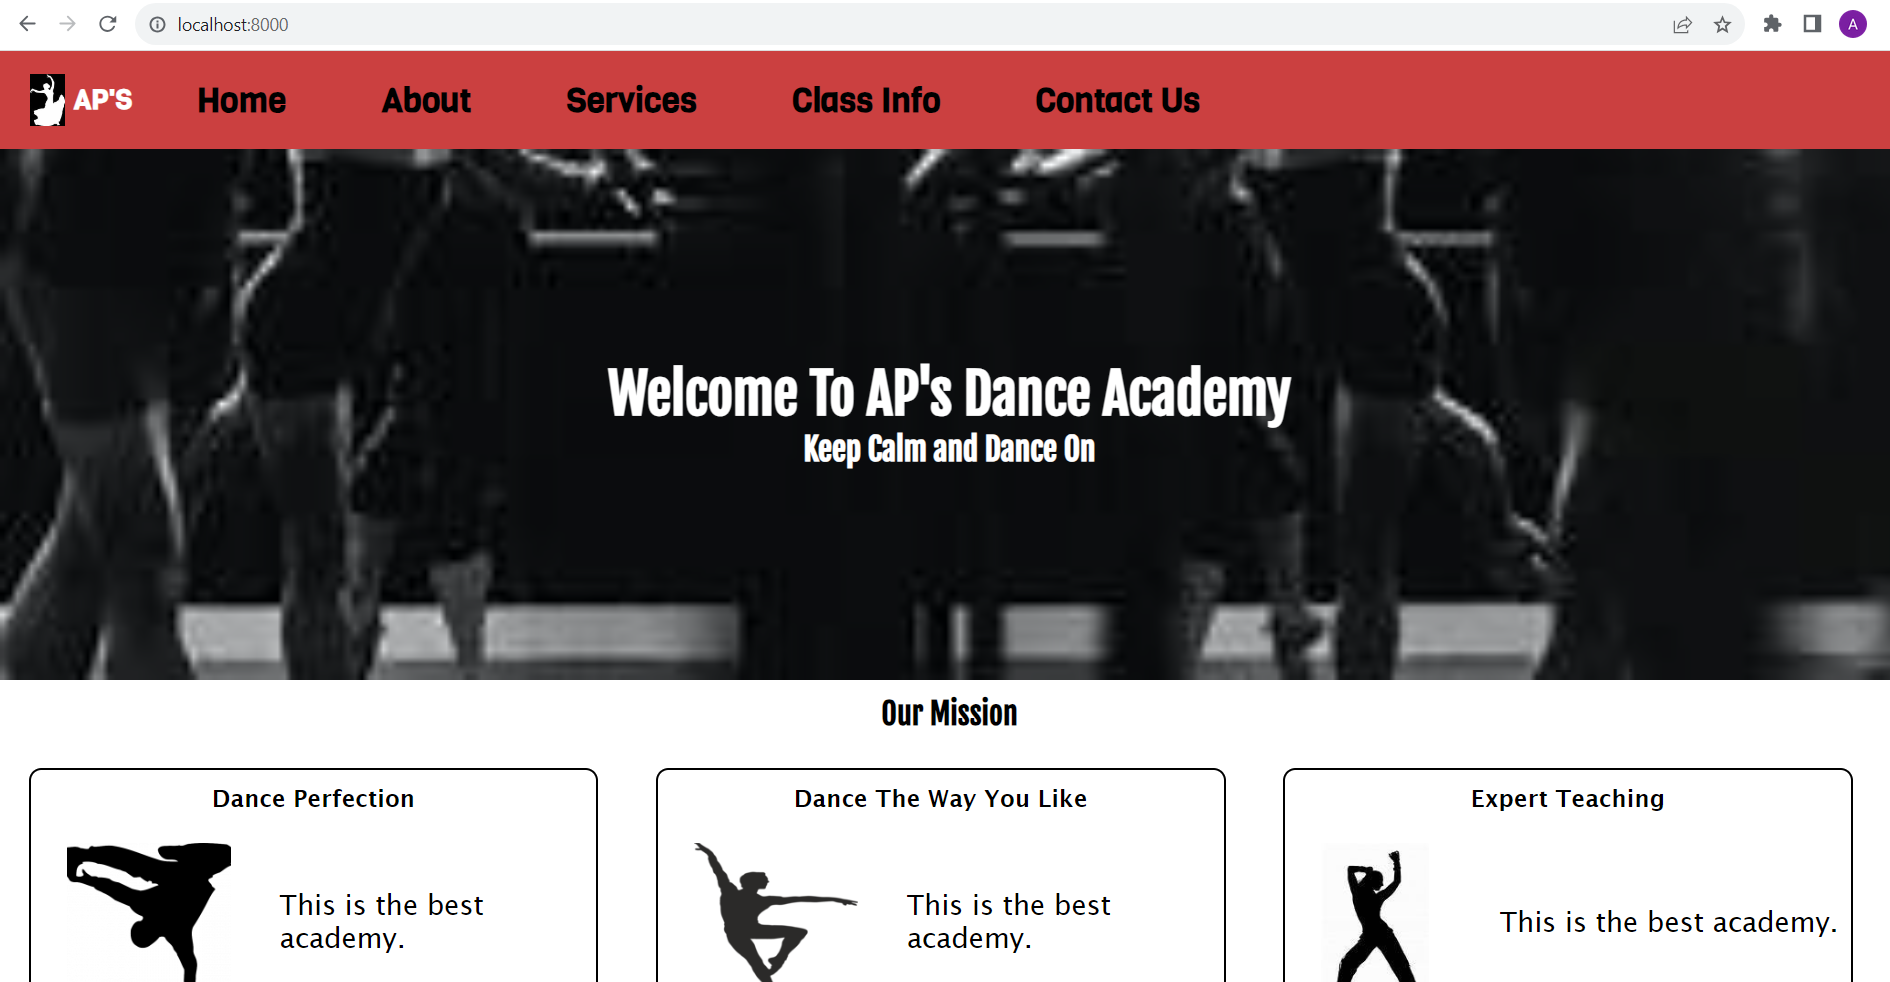 localhost:8000
A
AP'S Home About Services Class Info Contact Us
Welcome To AP's Dance Academy
Keep Calm and Dance On
Our Mission
Dance Perfection
This is the best
academy.
Dance The Way You Like
This is the best
academy.
Expert Teaching
This is the best academy.